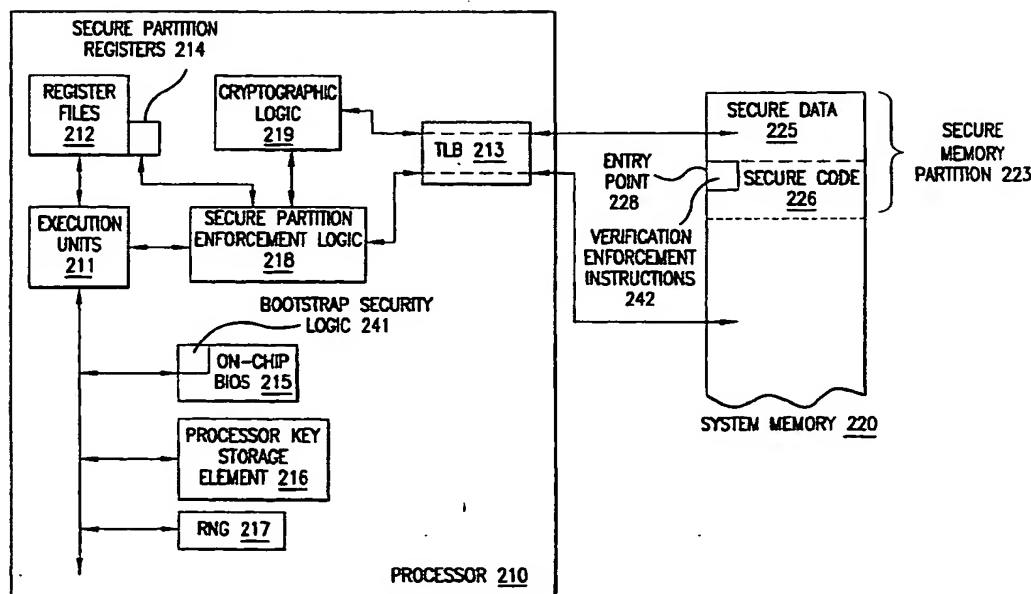 SECURE PARTITION
REGISTERS 214
REGISTER
FILES
212
CRYPTOGRAPHIC
LOGIC
219
TLB 213
EXECUTION
UNITS
211
SECURE PARTITION
ENFORCEMENT LOGIC
218
BOOTSTRAP SECURITY
LOGIC 241
ON-CHIP
BIOS 215
PROCESSOR KEY
STORAGE
ELEMENT 216
RNG 217
PROCESSOR 210
SECURE DATA
225
ENTRY
POINT
228
SECURE CODE
226
VERIFICATION
ENFORCEMENT
INSTRUCTIONS
242
SECURE
MEMORY
PARTITION 223
SYSTEM MEMORY 220